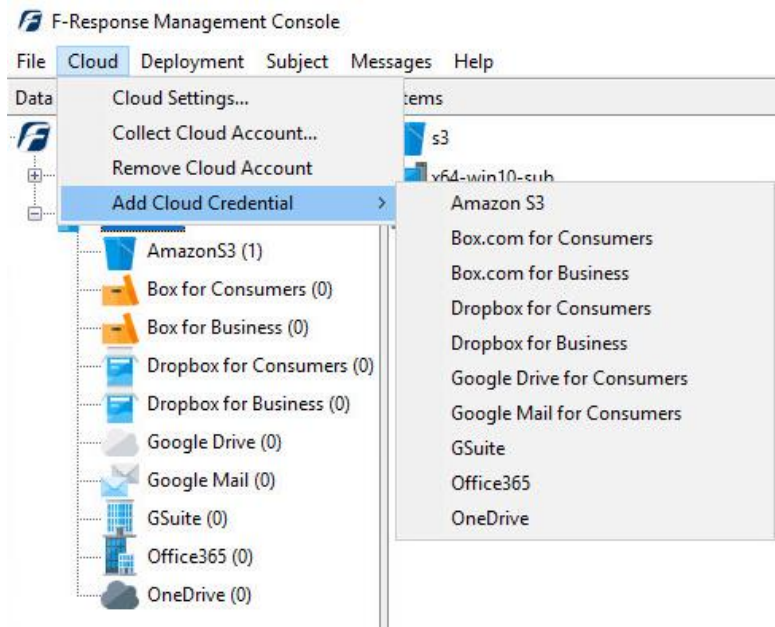 F-Response Management Console
File Cloud Deployment Subject Messages Help
Data
Cloud Settings...
Collect Cloud Account...
Remove Cloud Account
Add Cloud Credential >
s3
x64-win10-sub
Amazon S3
Box.com for Consumers
Box.com for Business
Dropbox for Consumers
Dropbox for Business
Google Drive for Consumers
Google Mail for Consumers
GSuite
Office365
OneDrive
AmazonS3 (1)
Box for Consumers (0)
Box for Business (0)
Dropbox for Consumers (0)
Dropbox for Business (0)
Google Drive (0)
Google Mail (0)
GSuite (0)
Office365 (0)
OneDrive (0)